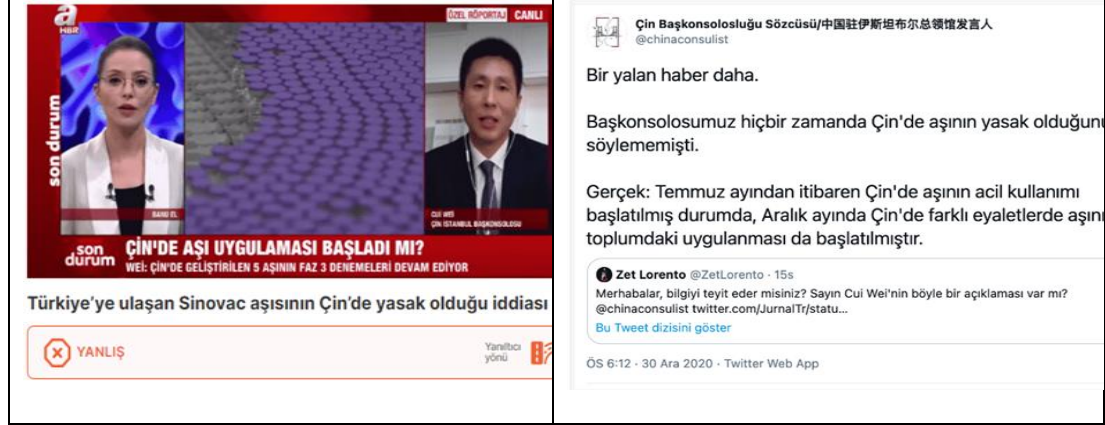 a
HBR
ÖZEL RÖPORTAJ CANLI
son durum
BANU EL
CUI WEI
ÇİN İSTANBUL BAŞKONSOLOSU
son durum
ÇİN'DE AŞI UYGULAMASI BAŞLADI MI?
WEI: ÇİN'DE GELİŞTİRİLEN 5 AŞININ FAZ 3 DENEMELERİ DEVAM EDİYOR
Türkiye’ye ulaşan Sinovac aşısının Çin’de yasak olduğu iddiası
YANLIŞ
Yanıltıcı
yönü
Çin Başkonsolosluğu Sözcüsü/中国驻伊斯坦布尔总领馆发言人
@chinaconsulist
Bir yalan haber daha.
Başkonsolosumuz hiçbir zamanda Çin'de aşının yasak olduğunu
söylememişti.
Gerçek: Temmuz ayından itibaren Çin'de aşının acil kullanımı
başlatılmış durumda, Aralık ayında Çin'de farklı eyaletlerde aşını
toplumdaki uygulanması da başlatılmıştır.
Zet Lorento @ZetLorento · 15s
Merhabalar, bilgiyi teyit eder misiniz? Sayın Cui Wei'nin böyle bir açıklaması var mı?
@chinaconsulist twitter.com/JurnalTr/statu...
Bu Tweet dizisini göster
ÖS 6:12 · 30 Ara 2020 · Twitter Web App